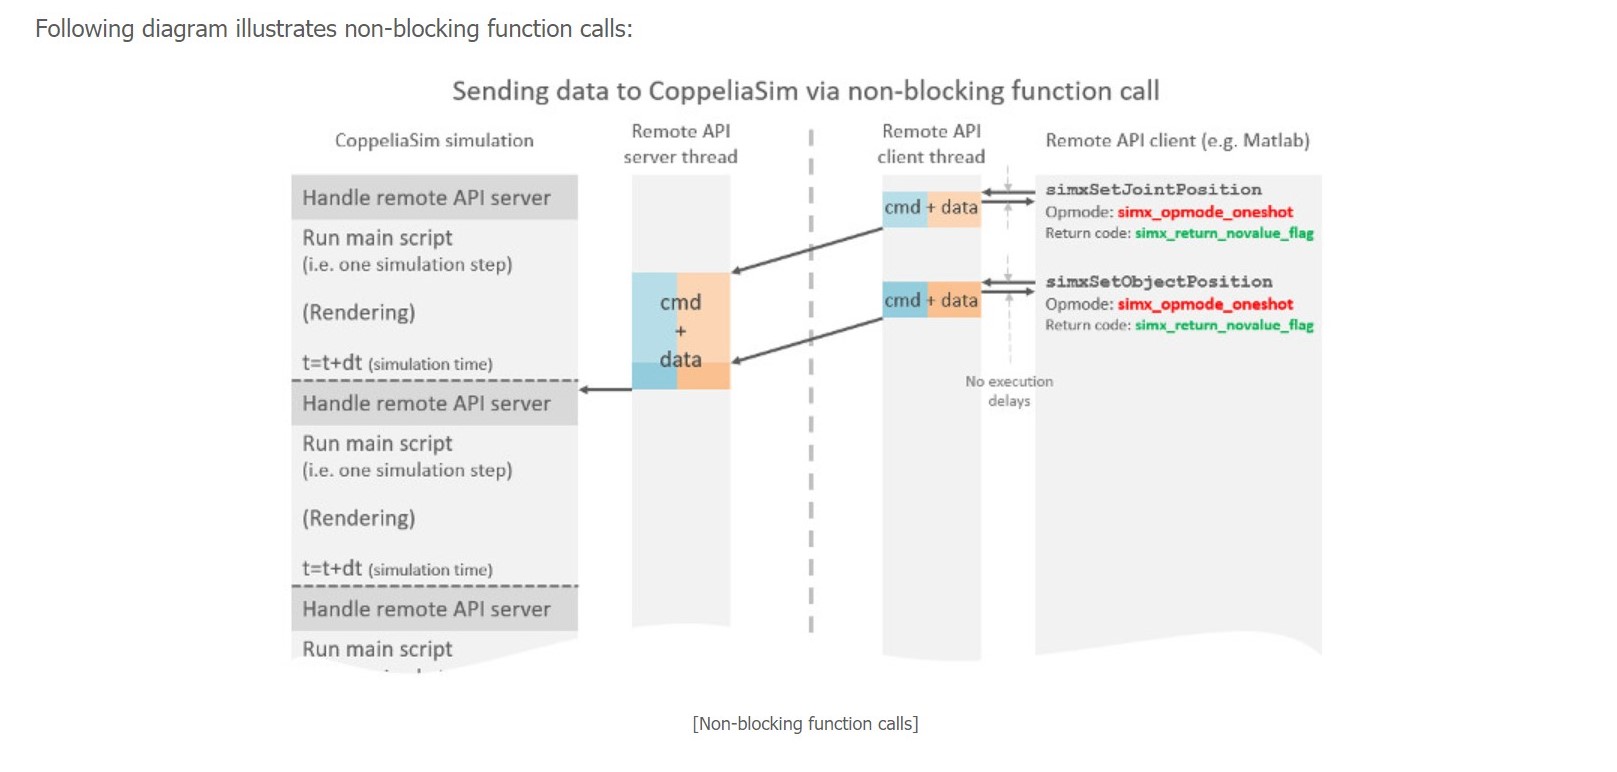 Following diagram illustrates non-blocking function calls:
Sending data to CoppeliaSim via non-blocking function call
CoppeliaSim simulation
Remote API
server thread
Remote API
client thread
Remote API client (e.g. Matlab)
Handle remote API server
Run main script
(i.e. one simulation step)
(Rendering)
t=t+dt (simulation time)
Handle remote API server
Run main script
(i.e. one simulation step)
(Rendering)
t=t+dt (simulation time)
Handle remote API server
Run main script
cmd
+
data
cmd + data
cmd + data
simxSetJointPosition
Opmode: simx_opmode_oneshot
Return code: simx_return_novalue_flag
simxSetObjectPosition
Opmode: simx_opmode_oneshot
Return code: simx_return_novalue_flag
No execution
delays
[Non-blocking function calls]